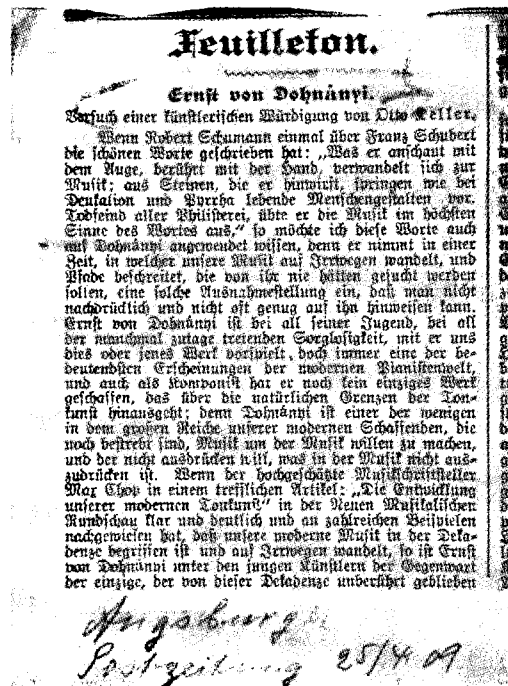 Feuilleton.
Ernst von Dohnányi.
Versuch einer künstlerischen Würdigung von Otto Keller.
Wenn Robert Schumann einmal über Franz Schubert
die schönen Worte geschrieben hat: „Was er anschaut mit
dem Auge, berührt mit der Hand, verwandelt sich zur
Musik; aus Steinen, die er hinwirft, springen wie bei
Deukalion und Pyrrha lebende Menschengestalten vor.
Todfeind aller Philisterei, übte er die Musik im höchsten
Sinne des Wortes aus,“ so möchte ich diese Worte auch
auf Dohnányi angewendet wissen, denn er nimmt in einer
Zeit, in welcher unsere Musik auf Irrwegen wandelt, und
Pfade beschreitet, die von ihr nie hätten gesucht werden
sollen, eine solche Ausnahmestellung ein, daß man nicht
nachdrücklich und nicht oft genug auf ihn hinweisen kann.
Ernst von Dohnányi ist bei all seiner Jugend, bei all
der manchmal zutage tretenden Sorglosigkeit, mit er uns
dies oder jenes Werk vorspielt, doch immer eine der be-
deutendsten Erscheinungen der modernen Pianistenwelt,
und auch als Komponist hat er noch kein einziges Werk
geschaffen, das über die natürlichen Grenzen der Ton-
kunst hinausgeht; denn Dohnányi ist einer der wenigen
in dem großen Reiche unserer modernen Schaffenden, die
noch bestrebt sind, Musik um der Musik willen zu machen,
und der nicht ausdrücken will, was in der Musik nicht aus-
zudrücken ist. Wenn der hochgeschätzte Musikschriftsteller
Max Chop in einem trefflichen Artikel: „Die Entwicklung
unserer modernen Tonkunst“ in der Neuen Musikalischen
Rundschau klar und deutlich und an zahlreichen Beispielen
nachgewiesen hat, daß unsere moderne Musik in der Deka-
denze begriffen ist und auf Irrwegen wandelt, so ist Ernst
von Dohnányi unter den jungen Künstlern der Gegenwart
der einzige, der von dieser Dekadenze unberührt geblieben
Augsburger
Postzeitung 25/4 09